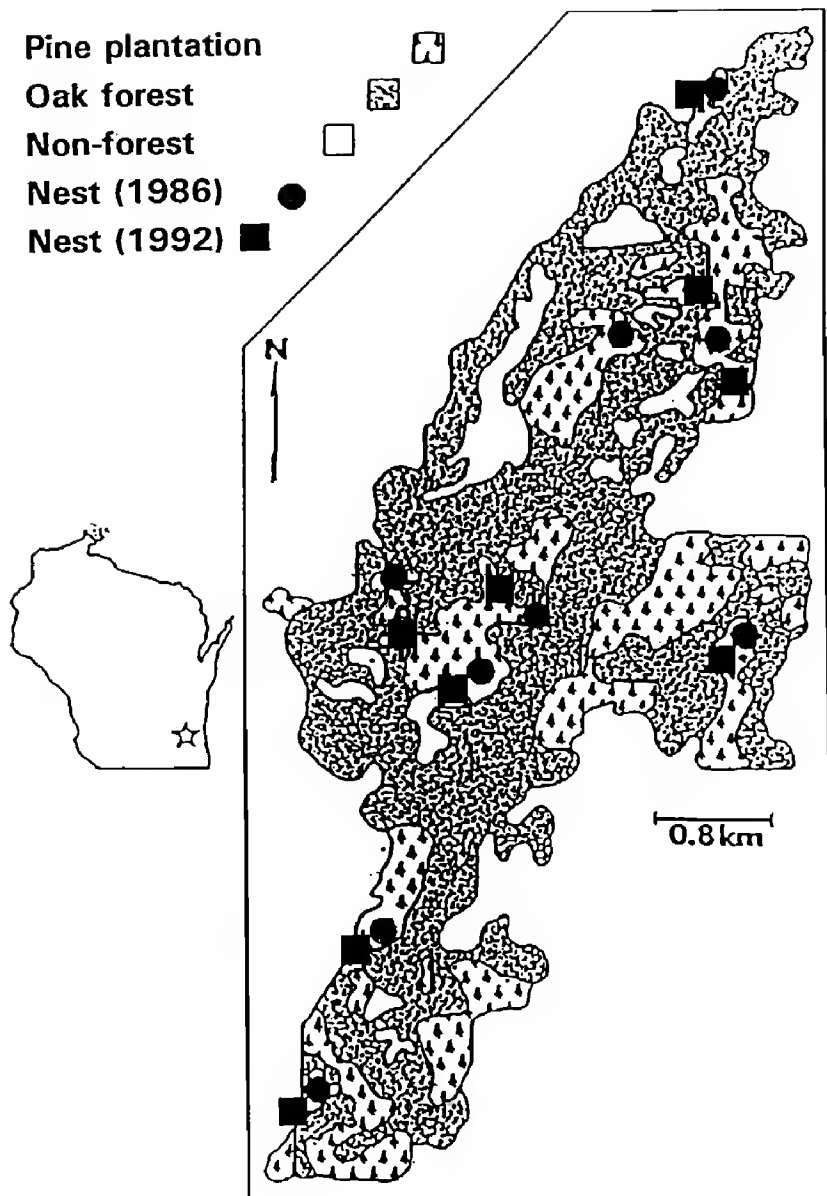 Pine plantation
Oak forest
Non-forest
Nest (1986)
Nest (1992)
N
0.8 km